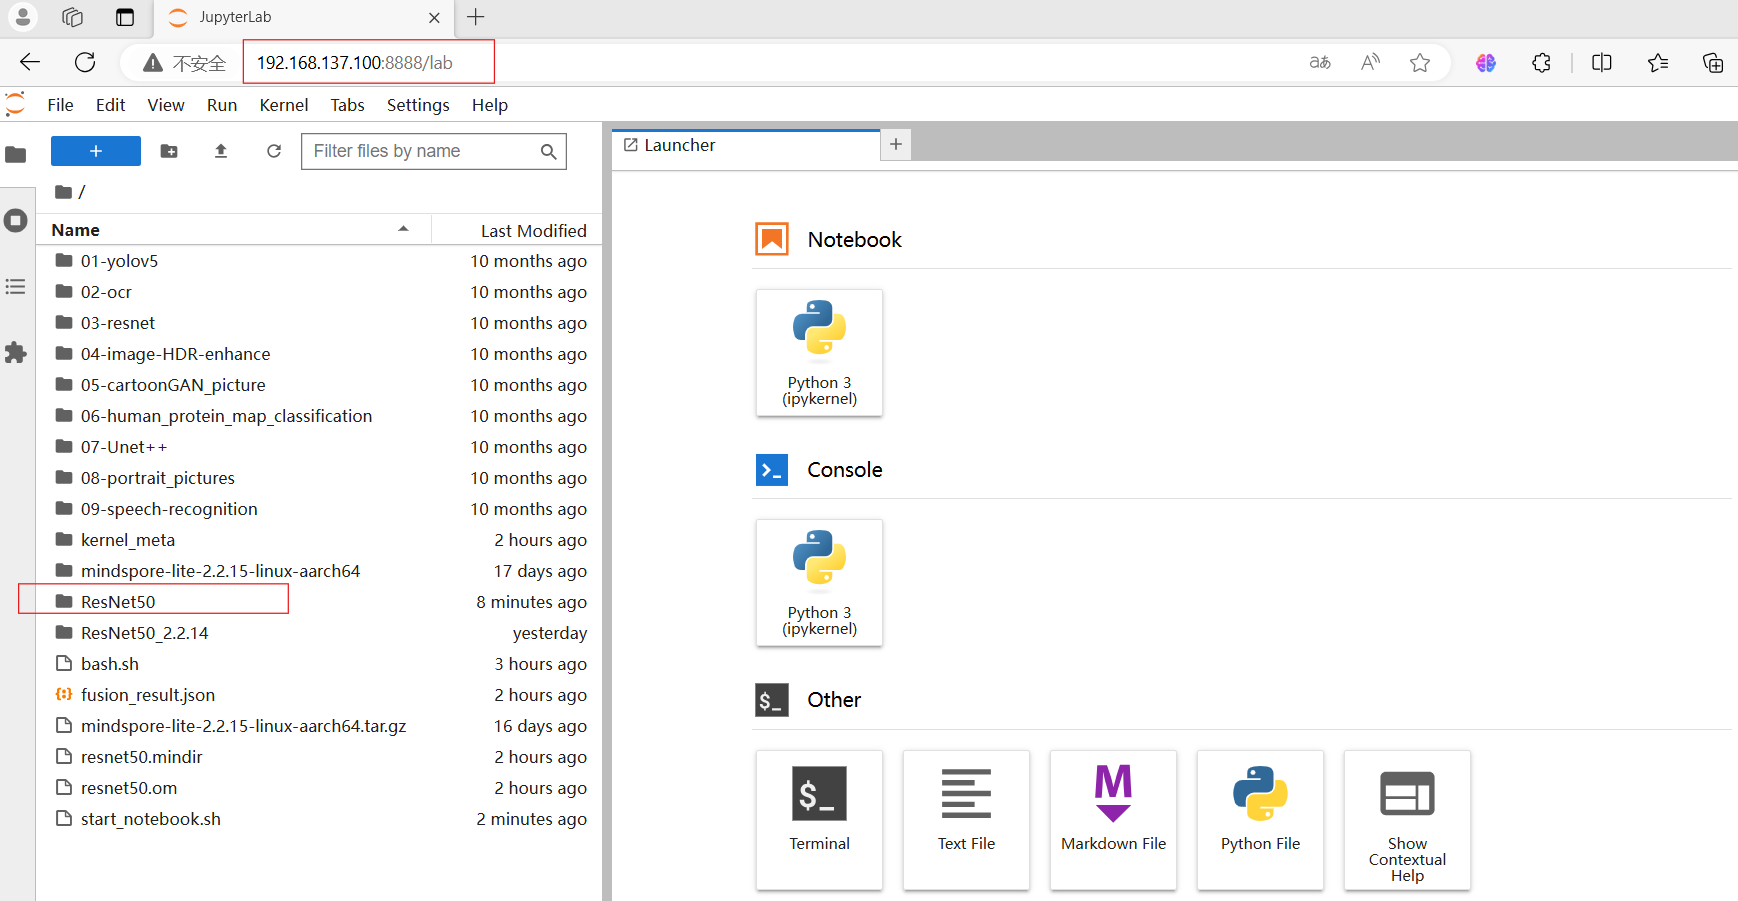 JupyterLab
不安全
192.168.137.100:8888/lab
aあ
A
File Edit View Run Kernel Tabs Settings Help
+
Filter files by name
Launcher
+
/
Name
Last Modified
01-yolov5 10 months ago
02-ocr 10 months ago
03-resnet 10 months ago
04-image-HDR-enhance 10 months ago
05-cartoonGAN_picture 10 months ago
06-human_protein_map_classification 10 months ago
07-Unet++ 10 months ago
08-portrait_pictures 10 months ago
09-speech-recognition 10 months ago
kernel_meta 2 hours ago
mindspore-lite-2.2.15-linux-aarch64 17 days ago
ResNet50 8 minutes ago
ResNet50_2.2.14 yesterday
bash.sh 3 hours ago
fusion_result.json 2 hours ago
mindspore-lite-2.2.15-linux-aarch64.tar.gz 16 days ago
resnet50.mindir 2 hours ago
resnet50.om 2 hours ago
start_notebook.sh 2 minutes ago
Notebook
Python 3
(ipykernel)
Console
Python 3
(ipykernel)
$_ Other
$_
Terminal
Text File
M
Markdown File
Python File
Show
Contextual
Help